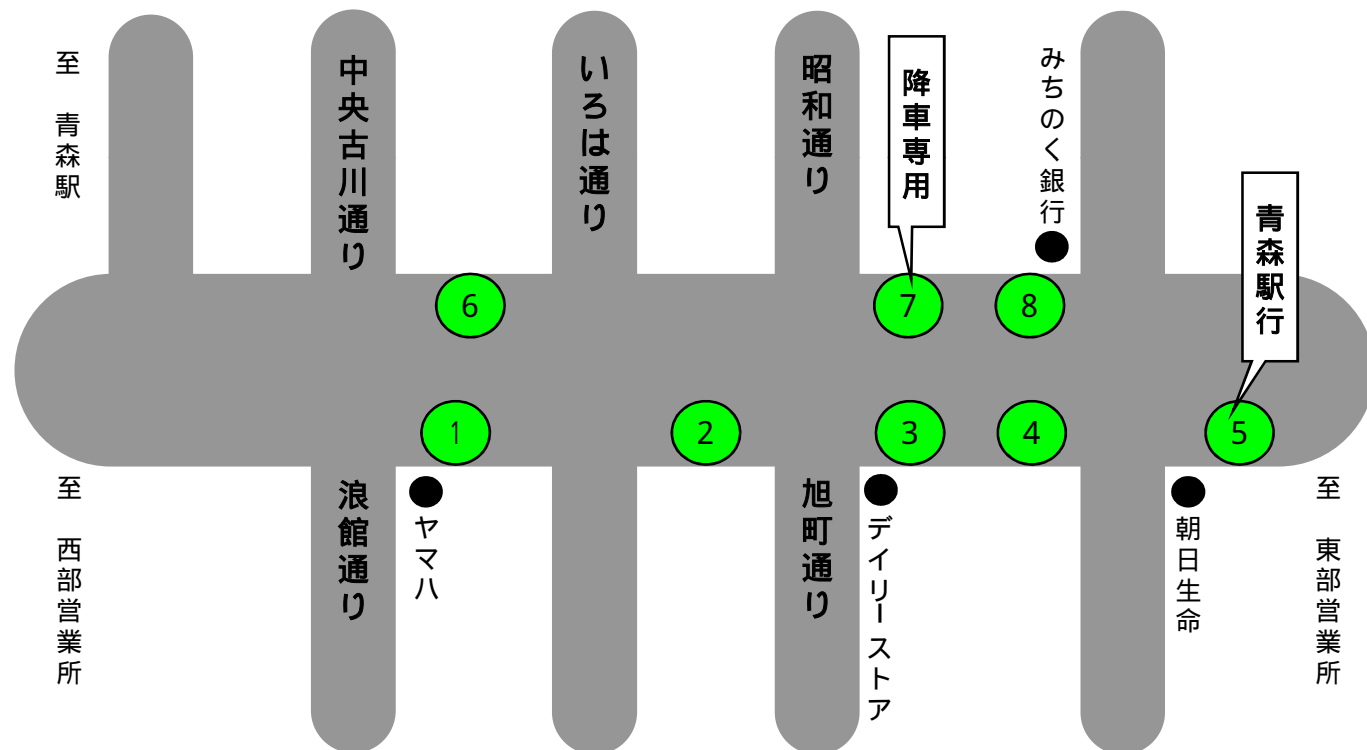 至　青森駅
中央古川通り
いろは通り
昭和通り
降車専用
みちのく銀行
青森駅行
6
7
8
1
2
3
4
5
至　西部営業所
浪館通り
ヤマハ
旭町通り
デイリーストア
朝日生命
至　東部営業所